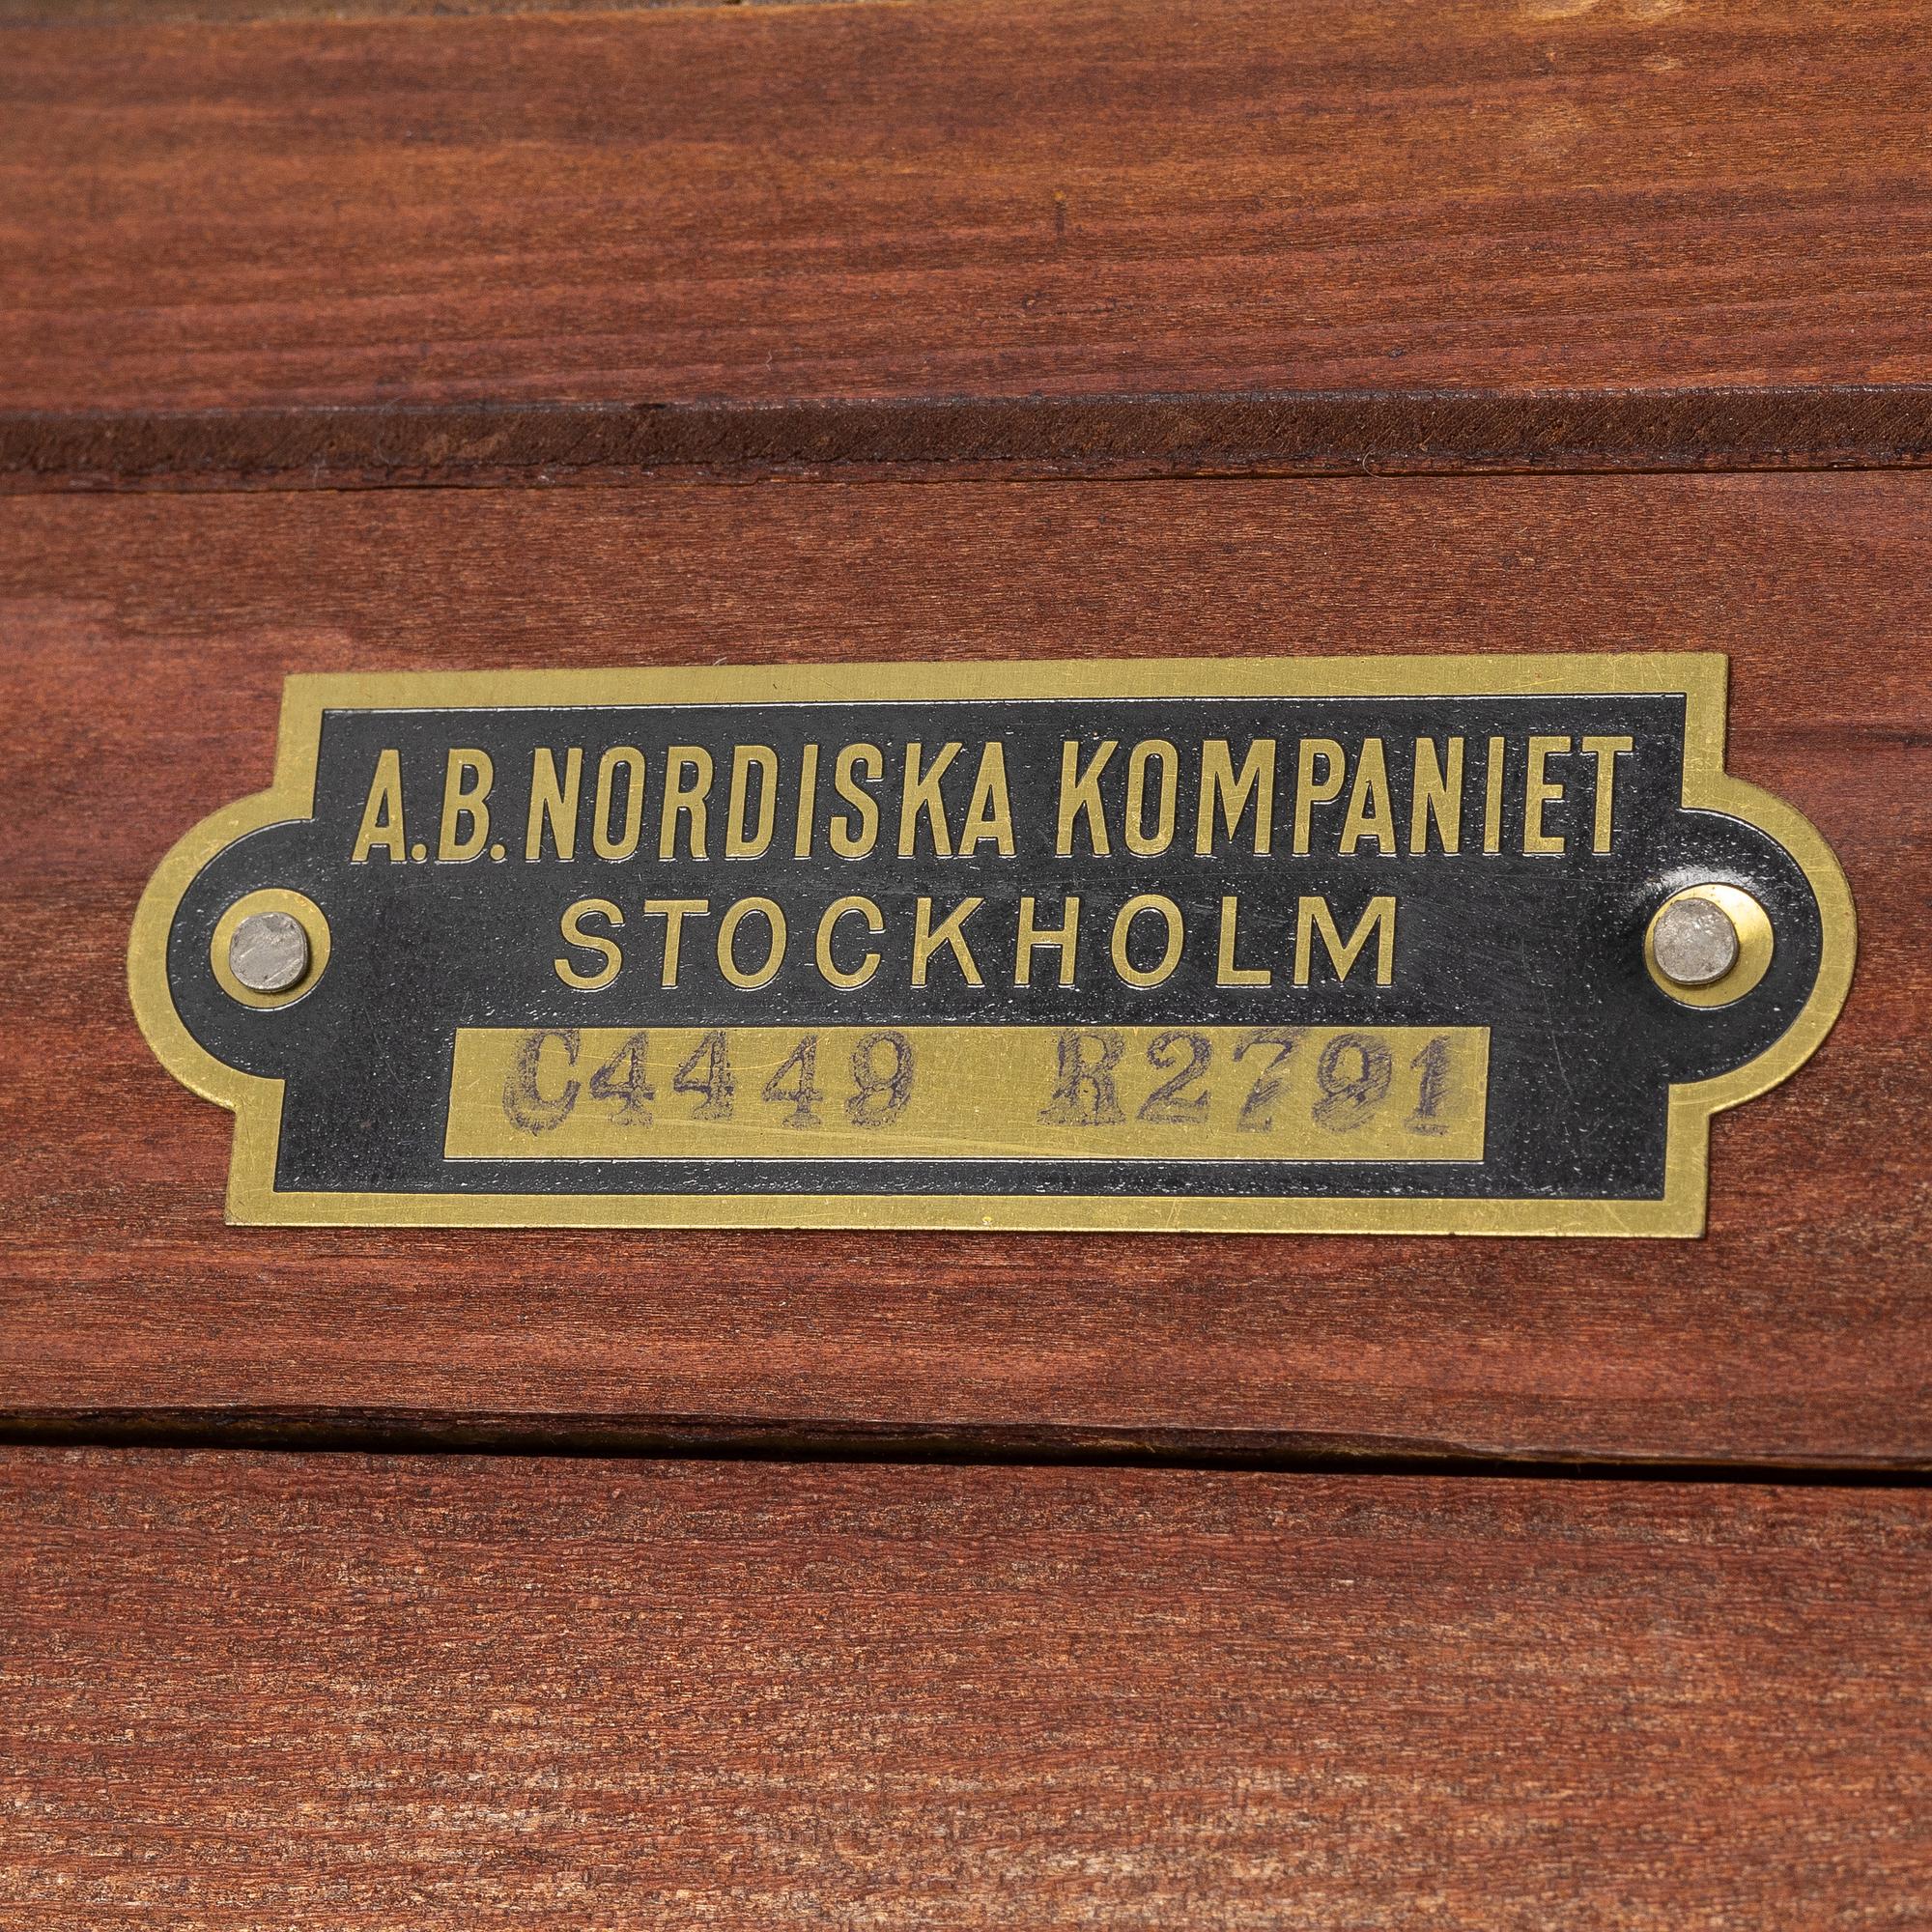 A.B. NORDISKA KOMPANIET
STOCKHOLM
C4449 R2791